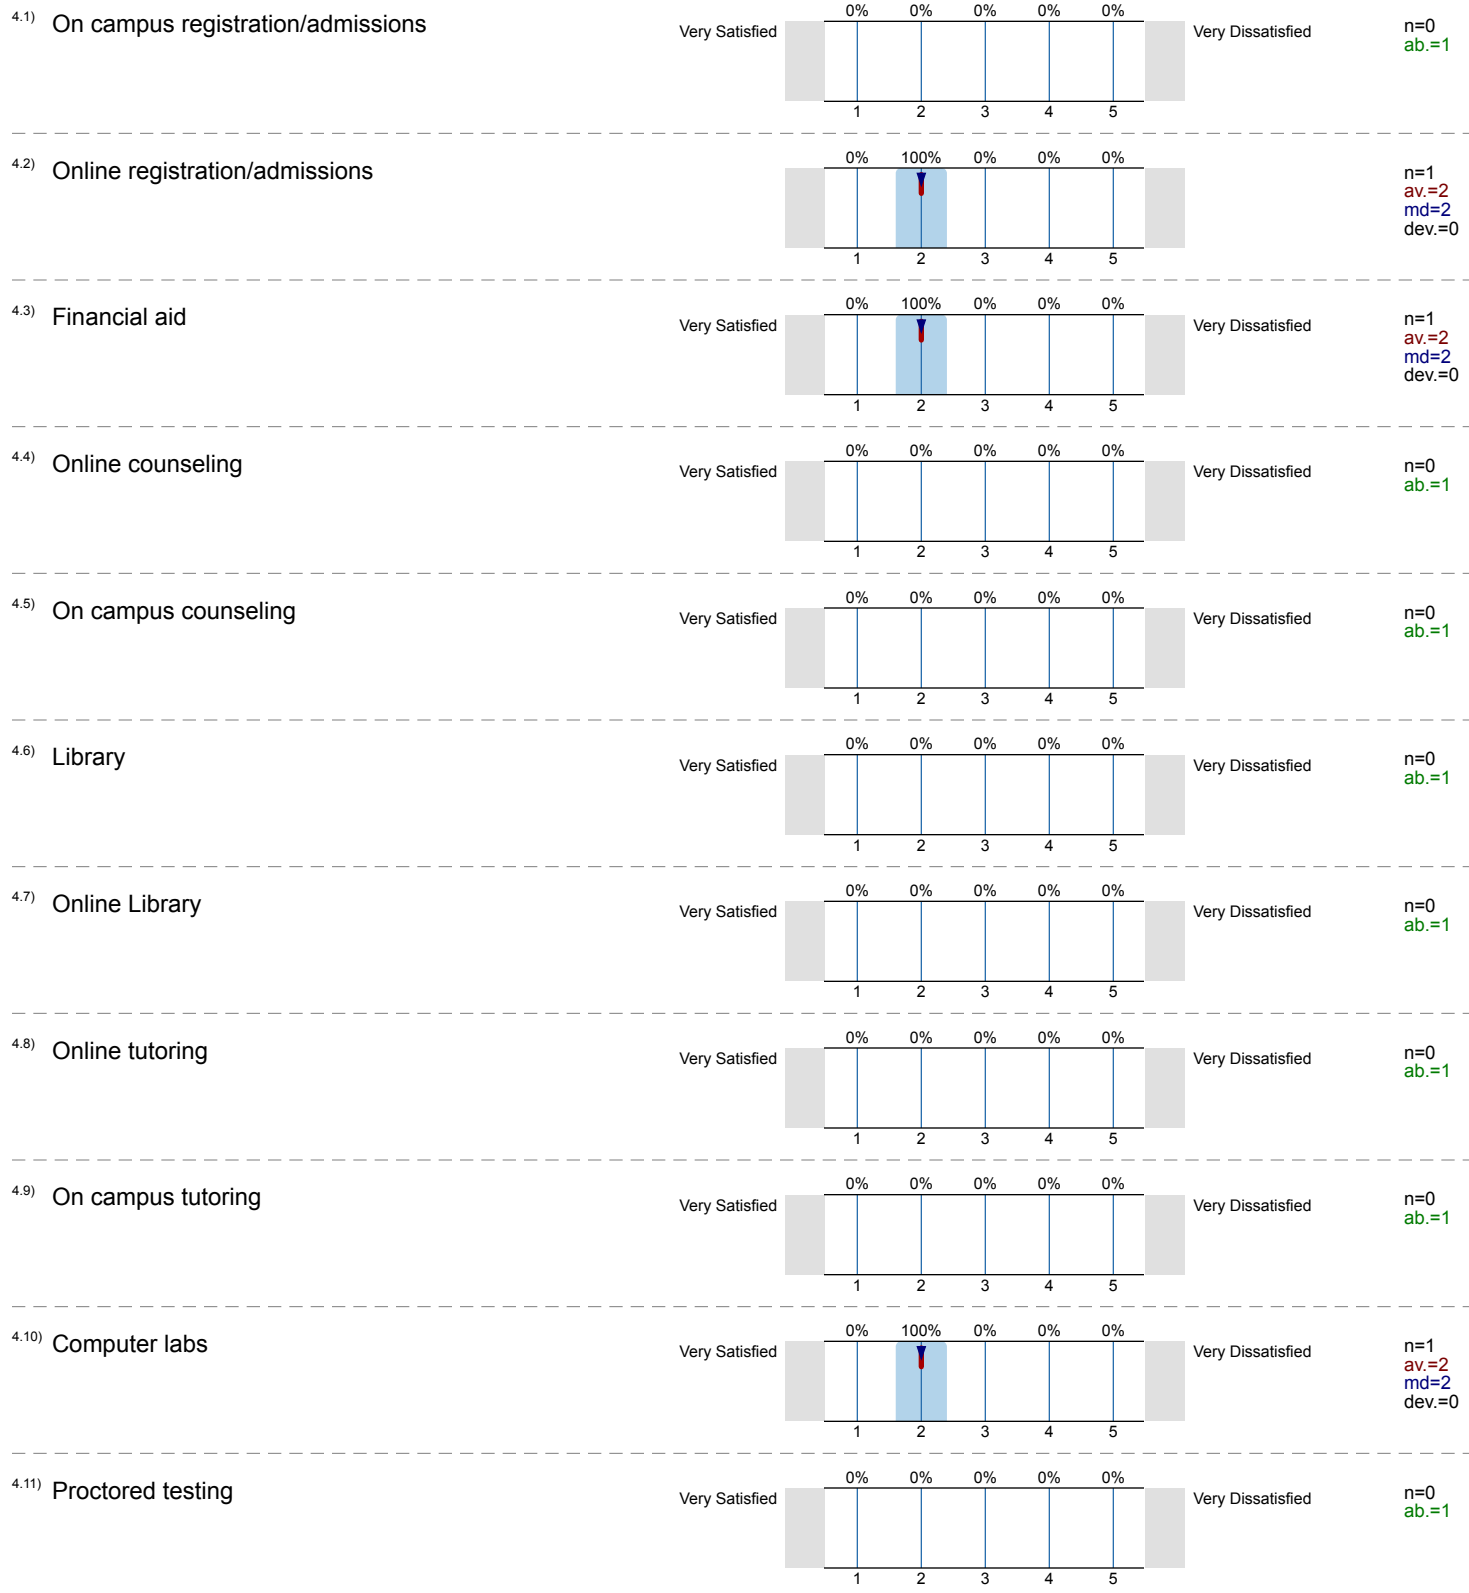 4.1) On campus registration/admissions
0% 0% 0% 0% 0%
Very Satisfied Very Dissatisfied n=0
ab.=1
1 2 3 4 5
4.2) Online registration/admissions
0% 100% 0% 0% 0%
n=1
av.=2
md=2
dev.=0
1 2 3 4 5
4.3) Financial aid
0% 100% 0% 0% 0%
Very Satisfied Very Dissatisfied n=1
av.=2
md=2
dev.=0
1 2 3 4 5
4.4) Online counseling
0% 0% 0% 0% 0%
Very Satisfied Very Dissatisfied n=0
ab.=1
1 2 3 4 5
4.5) On campus counseling
0% 0% 0% 0% 0%
Very Satisfied Very Dissatisfied n=0
ab.=1
1 2 3 4 5
4.6) Library
0% 0% 0% 0% 0%
Very Satisfied Very Dissatisfied n=0
ab.=1
1 2 3 4 5
4.7) Online Library
0% 0% 0% 0% 0%
Very Satisfied Very Dissatisfied n=0
ab.=1
1 2 3 4 5
4.8) Online tutoring
0% 0% 0% 0% 0%
Very Satisfied Very Dissatisfied n=0
ab.=1
1 2 3 4 5
4.9) On campus tutoring
0% 0% 0% 0% 0%
Very Satisfied Very Dissatisfied n=0
ab.=1
1 2 3 4 5
4.10) Computer labs
0% 100% 0% 0% 0%
Very Satisfied Very Dissatisfied n=1
av.=2
md=2
dev.=0
1 2 3 4 5
4.11) Proctored testing
0% 0% 0% 0% 0%
Very Satisfied Very Dissatisfied n=0
ab.=1
1 2 3 4 5